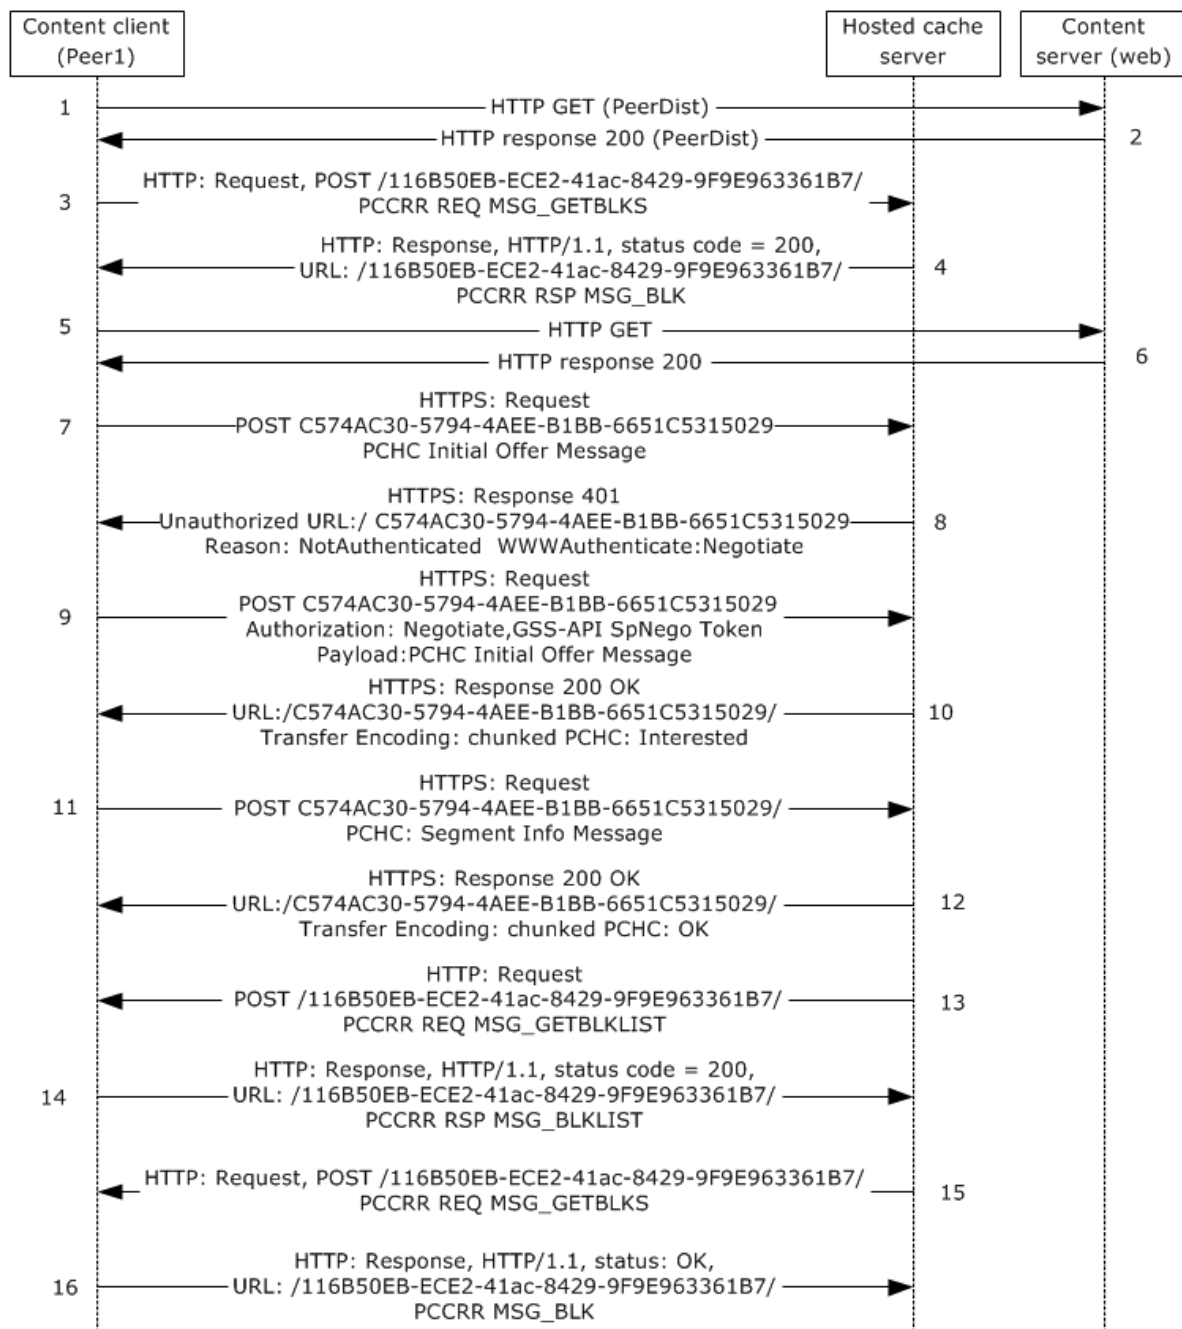 Content client
(Peer1)
Hosted cache
server
Content
server (web)
1
HTTP GET (PeerDist)
HTTP response 200 (PeerDist)
2
HTTP: Request, POST /116B50EB-ECE2-41ac-8429-9F9E963361B7/
3
PCCRR REQ MSG_GETBLKS
HTTP: Response, HTTP/1.1, status code = 200,
URL: /116B50EB-ECE2-41ac-8429-9F9E963361B7/
4
PCCRR RSP MSG_BLK
5
HTTP GET
HTTP response 200
6
HTTPS: Request
7
POST C574AC30-5794-4AEE-B1BB-6651C5315029
PCHC Initial Offer Message
HTTPS: Response 401
Unauthorized URL:/ C574AC30-5794-4AEE-B1BB-6651C5315029
8
Reason: NotAuthenticated WWWAuthenticate:Negotiate
HTTPS: Request
POST C574AC30-5794-4AEE-B1BB-6651C5315029
9
Authorization: Negotiate,GSS-API SpNego Token
Payload:PCHC Initial Offer Message
HTTPS: Response 200 OK
URL:/C574AC30-5794-4AEE-B1BB-6651C5315029/
10
Transfer Encoding: chunked PCHC: Interested
HTTPS: Request
11
POST C574AC30-5794-4AEE-B1BB-6651C5315029/
PCHC: Segment Info Message
HTTPS: Response 200 OK
URL:/C574AC30-5794-4AEE-B1BB-6651C5315029/
12
Transfer Encoding: chunked PCHC: OK
HTTP: Request
POST /116B50EB-ECE2-41ac-8429-9F9E963361B7/
13
PCCRR REQ MSG_GETBLKLIST
HTTP: Response, HTTP/1.1, status code = 200,
14
URL: /116B50EB-ECE2-41ac-8429-9F9E963361B7/
PCCRR RSP MSG_BLKLIST
HTTP: Request, POST /116B50EB-ECE2-41ac-8429-9F9E963361B7/
15
PCCRR REQ MSG_GETBLKS
HTTP: Response, HTTP/1.1, status: OK,
16
URL: /116B50EB-ECE2-41ac-8429-9F9E963361B7/
PCCRR MSG_BLK